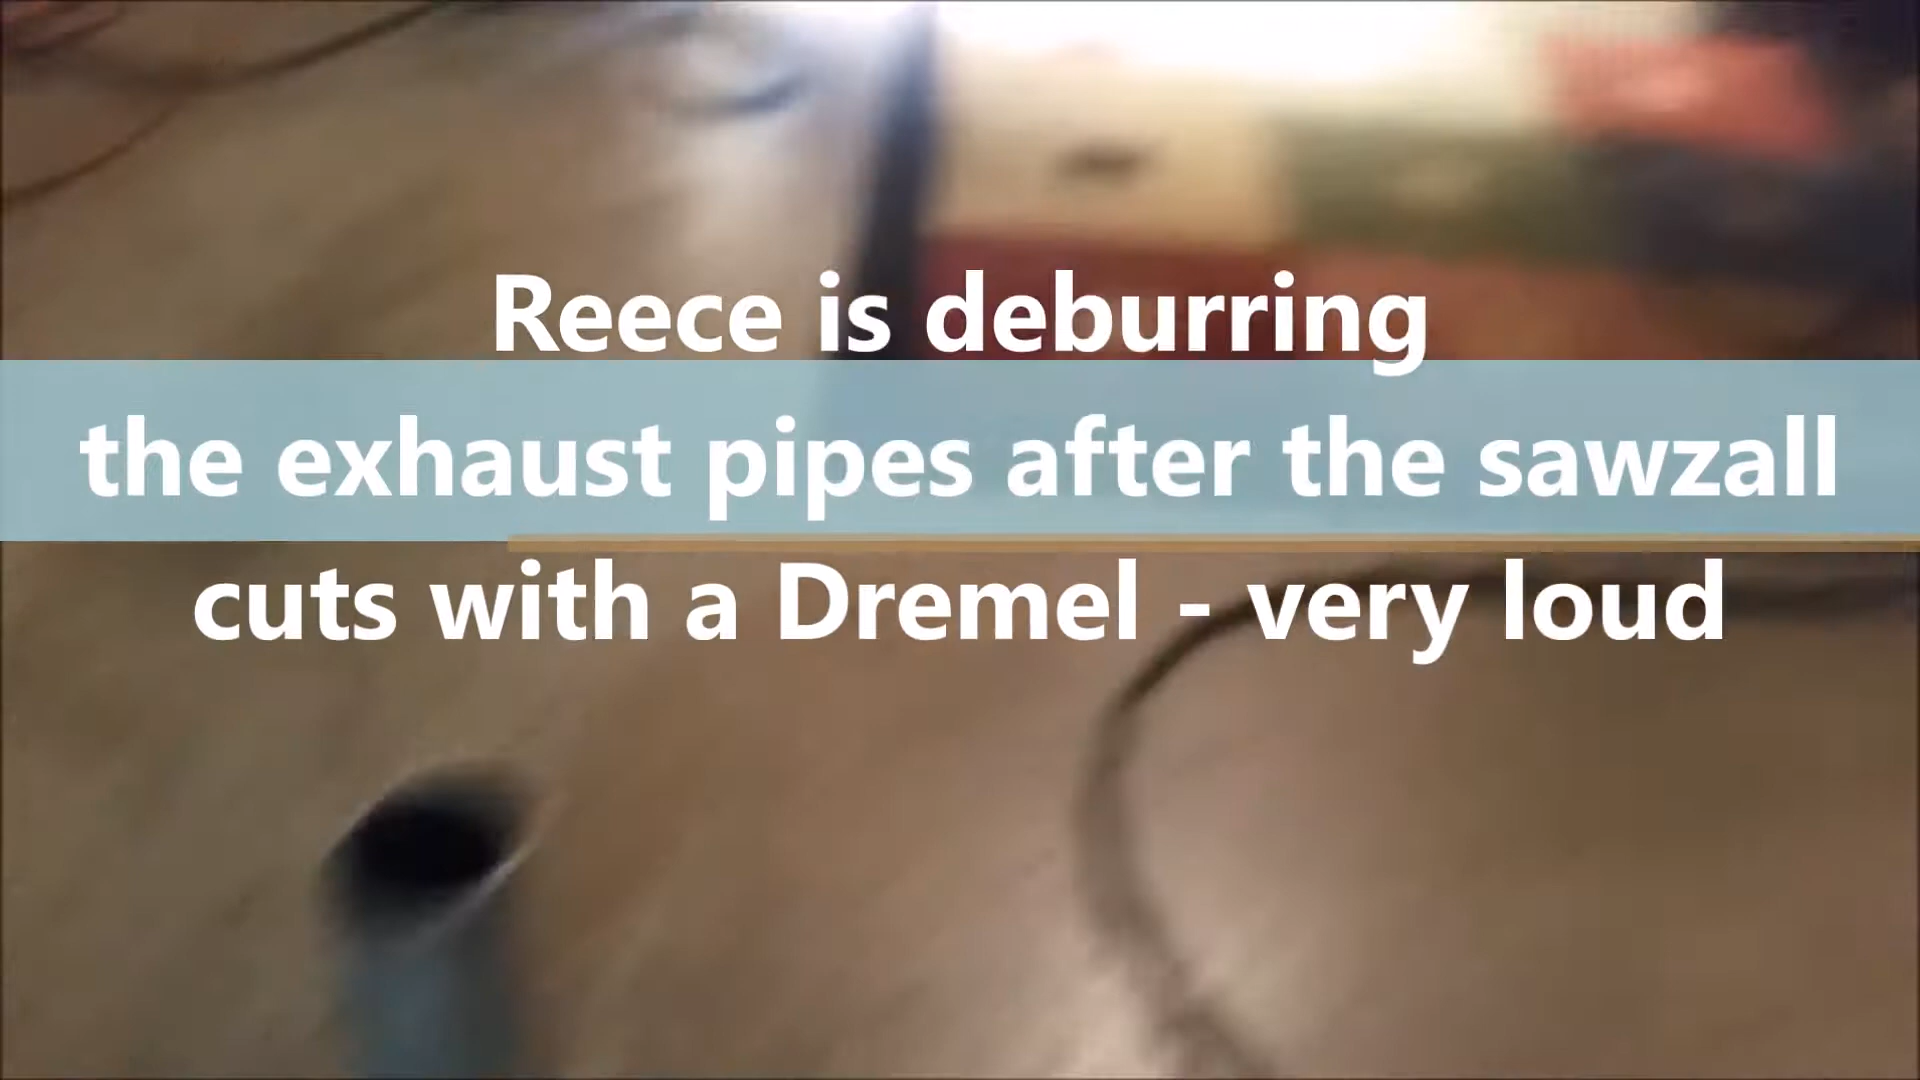 Reece is deburring
the exhaust pipes after the sawzall
cuts with a Dremel - very loud